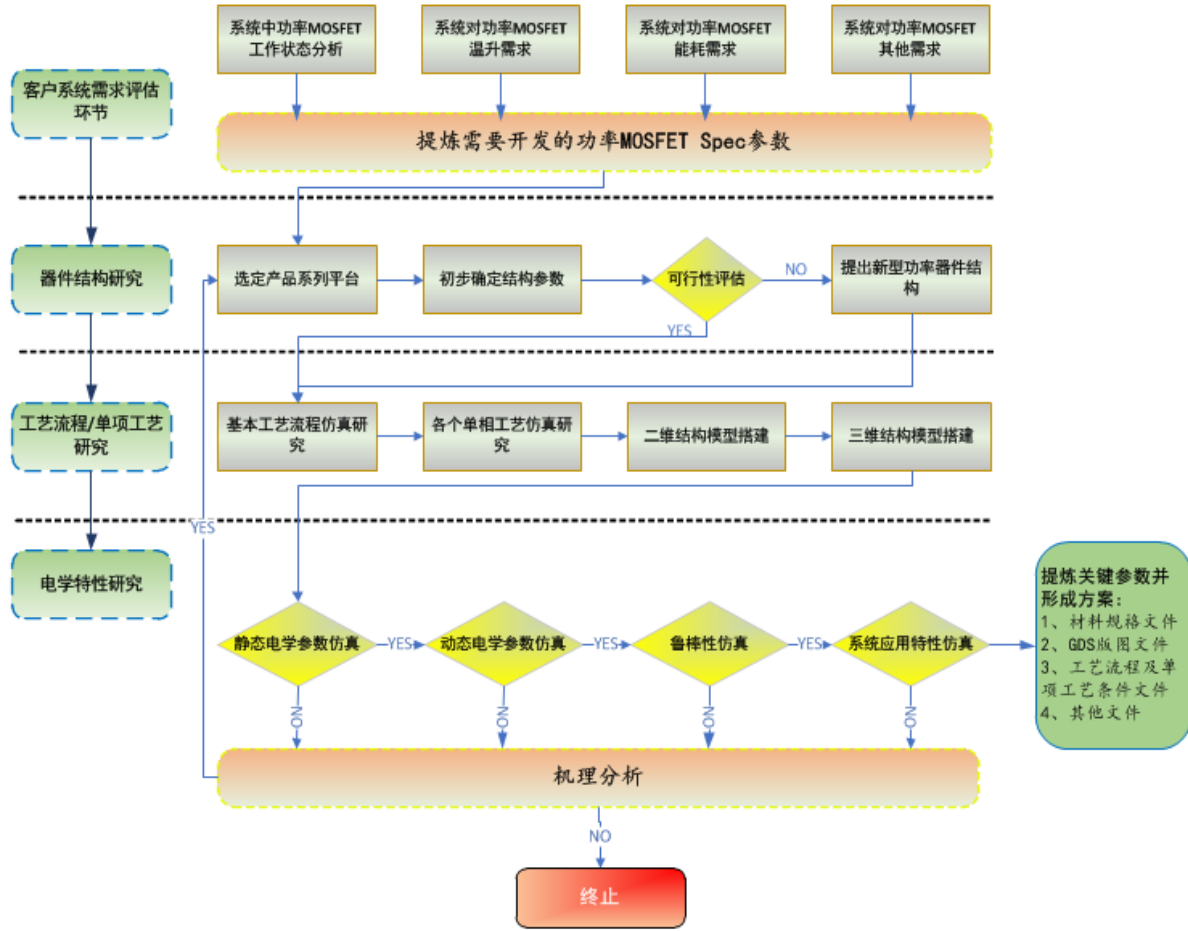 系统中功率MOSFET
工作状态分析
系统对功率MOSFET
温升需求
系统对功率MOSFET
能耗需求
系统对功率MOSFET
其他需求
客户系统需求评估
环节
提炼需要开发的功率MOSFET Spec参数
器件结构研究
选定产品系列平台
初步确定结构参数
可行性评估
NO
提出新型功率器件结
构
YES
工艺流程/单项工艺
研究
基本工艺流程仿真研
究
各个单相工艺仿真研
究
二维结构模型搭建
三维结构模型搭建
YES
电学特性研究
静态电学参数仿真
YES
动态电学参数仿真
YES
鲁棒性仿真
YES
系统应用特性仿真
提炼关键参数并
形成方案：
1、材料规格文件
2、GDS版图文件
3、工艺流程及单
项工艺条件文件
4、其他文件
NO
NO
NO
NO
机理分析
NO
终止